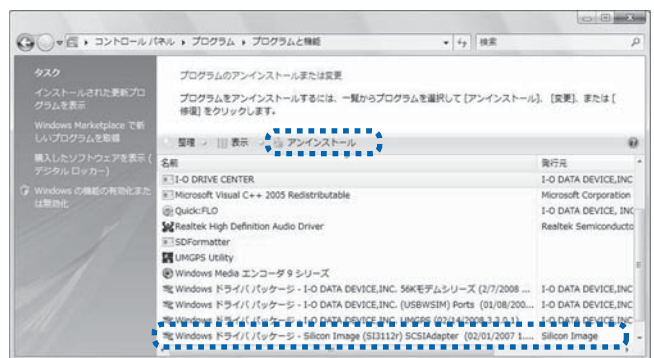 コントロール パネル ▸ プログラム ▸ プログラムと機能
検索
タスク
インストールされた更新プロ
グラムを表示
Windows Marketplace で新
しいプログラムを取得
購入したソフトウェアを表示 (
デジタル ロッカー)
Windows の機能の有効化また
は無効化
プログラムのアンインストールまたは変更
プログラムをアンインストールするには、一覧からプログラムを選択して [アンインストール]、[変更]、または [
修復] をクリックします。
整理 表示 アンインストール
名前 発行元
I-O DRIVE CENTER I-O DATA DEVICE,INC
Microsoft Visual C++ 2005 Redistributable Microsoft Corporation
Quick:FLO I-O DATA DEVICE, INC
Realtek High Definition Audio Driver Realtek Semiconducto
SDFormatter
UMGPS Utility
Windows Media エンコーダ 9 シリーズ
Windows ドライバ パッケージ - I-O DATA DEVICE,INC. 56Kモデムシリーズ (2/7/2008 ... I-O DATA DEVICE,INC
Windows ドライバ パッケージ - I-O DATA DEVICE,INC. (USBWSIM) Ports (01/08/200... I-O DATA DEVICE,INC
Windows ドライバ パッケージ - I-O DATA DEVICE,INC. UMGPS (02/14/2008 2.2.0.1) I-O DATA DEVICE,INC
Windows ドライバ パッケージ - Silicon Image (SI3112r) SCSIAdapter (02/01/2007 1.... Silicon Image